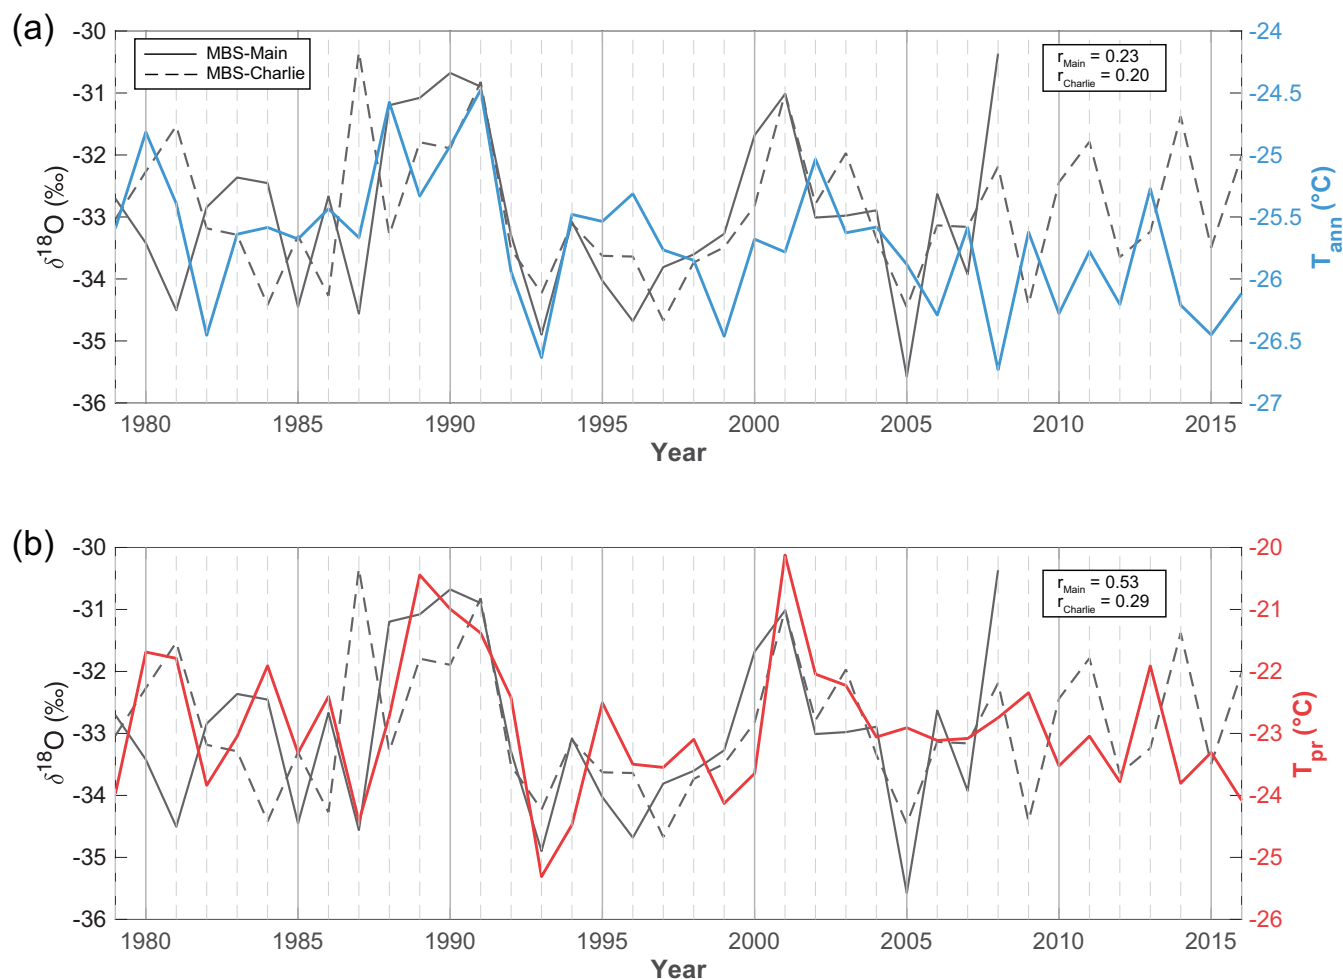 (a)
MBS-Main
MBS-Charlie
r_Main = 0.23
r_Charlie = 0.20
δ¹⁸O (‰)
-30
-31
-32
-33
-34
-35
-36
-24
-24.5
-25
-25.5
-26
-26.5
-27
T_ann (°C)
1980 1985 1990 1995 2000 2005 2010 2015
Year
(b)
r_Main = 0.53
r_Charlie = 0.29
δ¹⁸O (‰)
-30
-31
-32
-33
-34
-35
-36
-20
-21
-22
-23
-24
-25
-26
T_pr (°C)
1980 1985 1990 1995 2000 2005 2010 2015
Year